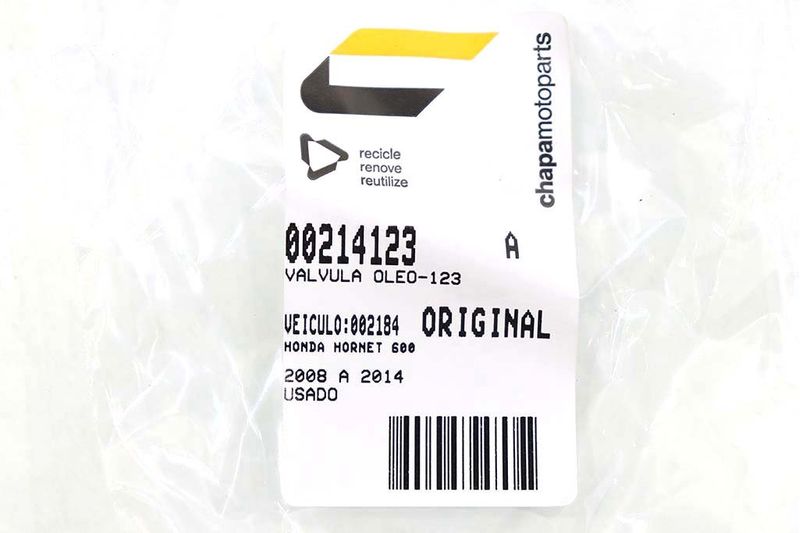 chapamotoparts
recicle
renove
reutilize
00214123 A
VALVULA OLEO-123
VEICULO:002184 ORIGINAL
HONDA HORNET 600
2008 A 2014
USADO